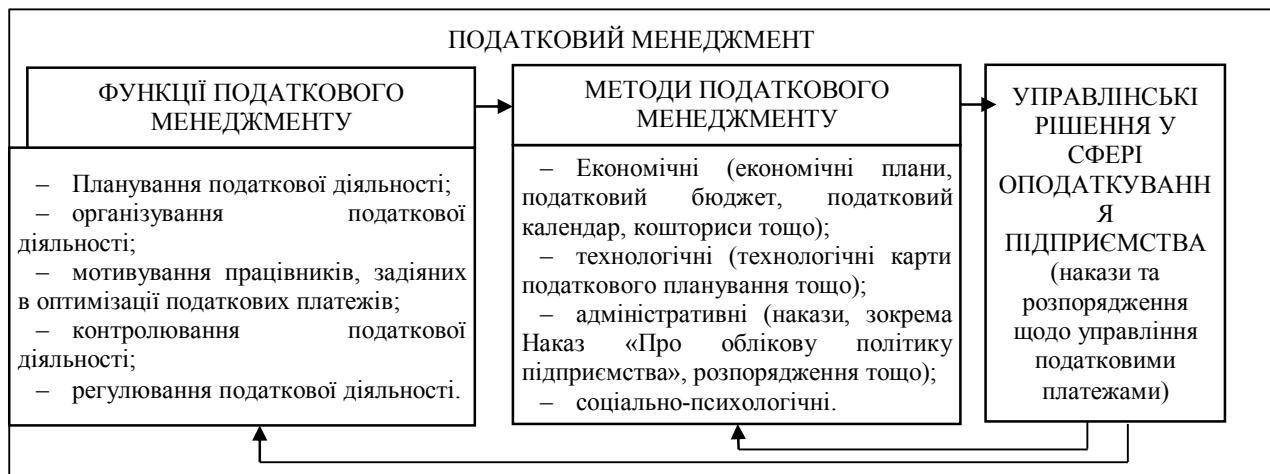 ПОДАТКОВИЙ МЕНЕДЖМЕНТ
ФУНКЦІЇ ПОДАТКОВОГО
МЕНЕДЖМЕНТУ
– Планування податкової діяльності;
– організування податкової
діяльності;
– мотивування працівників, задіяних
в оптимізації податкових платежів;
– контролювання податкової
діяльності;
– регулювання податкової діяльності.
МЕТОДИ ПОДАТКОВОГО
МЕНЕДЖМЕНТУ
– Економічні (економічні плани,
податковий бюджет, податковий
календар, кошториси тощо);
– технологічні (технологічні карти
податкового планування тощо);
– адміністративні (накази, зокрема
Наказ «Про облікову політику
підприємства», розпорядження тощо);
– соціально-психологічні.
УПРАВЛІНСЬКІ
РІШЕННЯ У
СФЕРІ
ОПОДАТКУВАНН
Я
ПІДПРИЄМСТВА
(накази та
розпорядження
щодо управління
податковими
платежами)